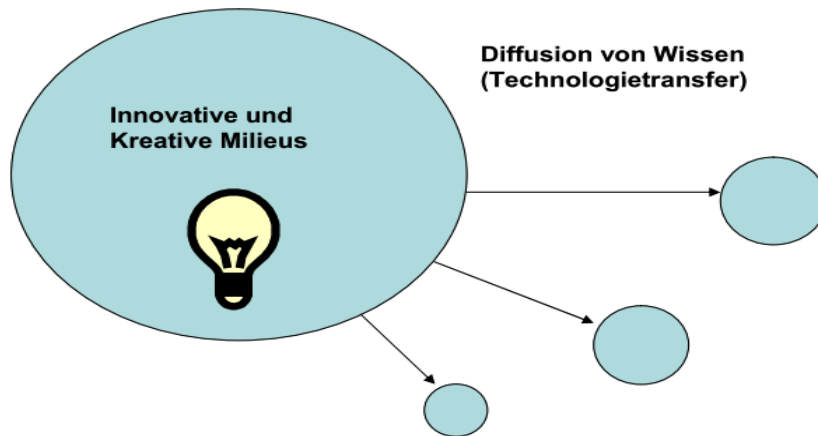 Diffusion von Wissen
(Technologietransfer)
Innovative und
Kreative Milieus